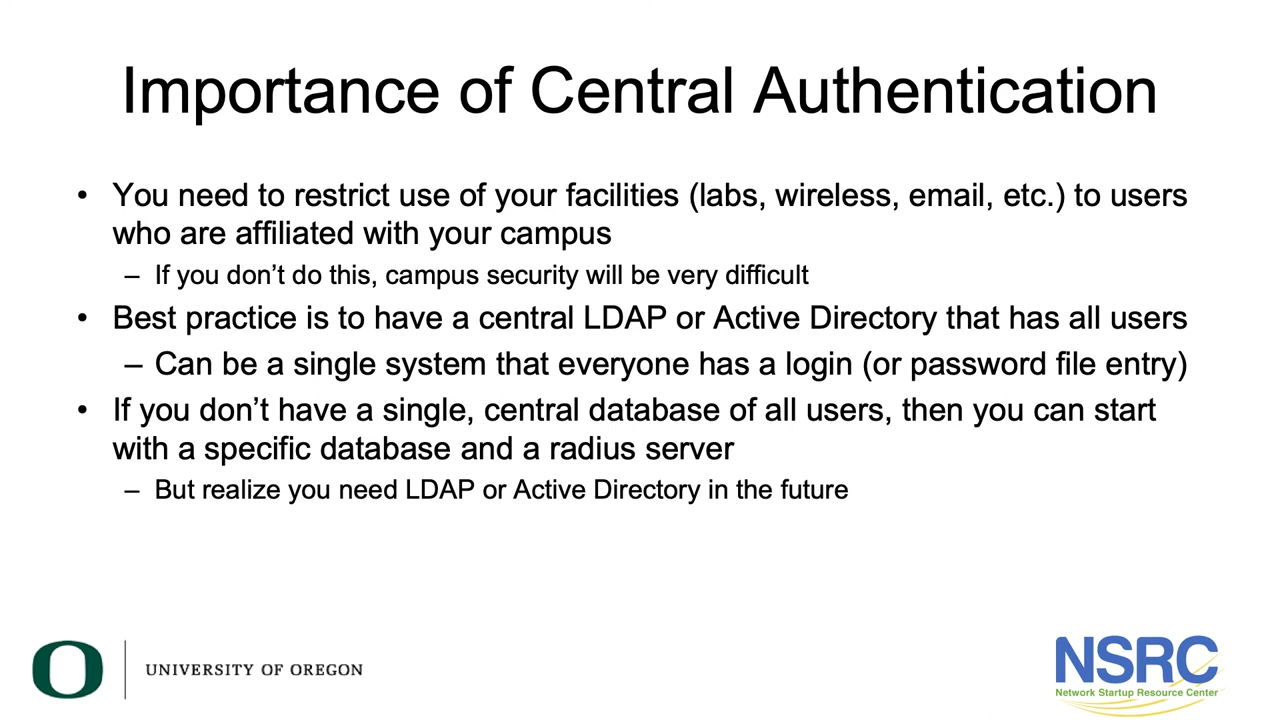 Importance of Central Authentication
• You need to restrict use of your facilities (labs, wireless, email, etc.) to users
who are affiliated with your campus
– If you don’t do this, campus security will be very difficult
• Best practice is to have a central LDAP or Active Directory that has all users
– Can be a single system that everyone has a login (or password file entry)
• If you don’t have a single, central database of all users, then you can start
with a specific database and a radius server
– But realize you need LDAP or Active Directory in the future
O UNIVERSITY OF OREGON
NSRC
Network Startup Resource Center